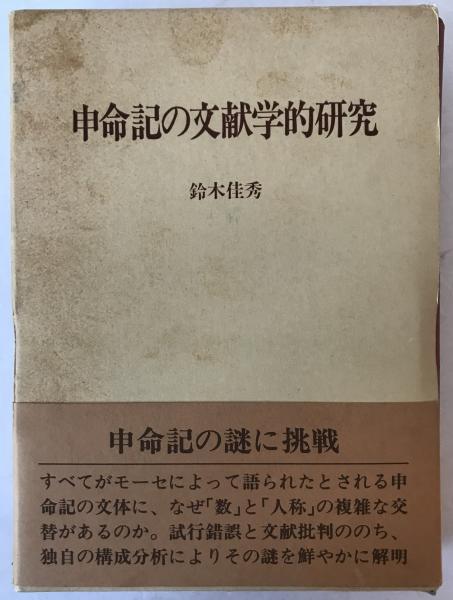 申命記の文献学的研究
鈴木佳秀
申命記の謎に挑戦
すべてがモーセによって語られたとされる申
命記の文体に、なぜ「数」と「人称」の複雑な交
替があるのか。試行錯誤と文献批判ののち、
独自の構成分析によりその謎を鮮やかに解明